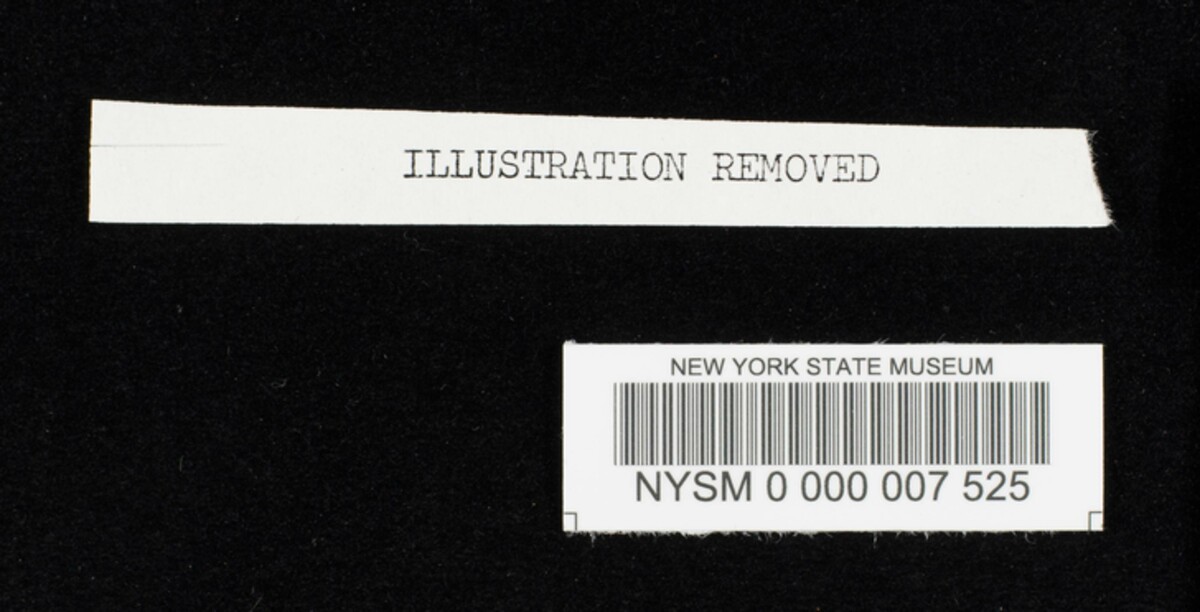 ILLUSTRATION REMOVED
NEW YORK STATE MUSEUM
NYSM 0 000 007 525